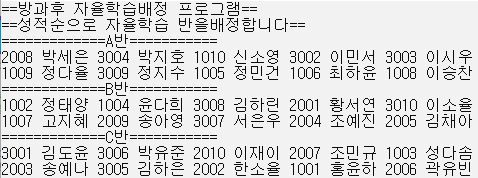 ==방과후 자율학습배정 프로그램==
==성적순으로 자율학습 반을배정합니다==
=============A반===========
2008 박세은 3004 박지호 1010 신소영 3002 이민서 3003 이시우
1009 정다율 3009 정지수 1005 정민건 1006 최하윤 1008 이승찬
=============B반===========
1002 정태양 1004 윤다희 3008 김하린 2001 황서연 3010 이소율
1007 고지혜 2009 송아영 3007 서은우 2004 조예진 2005 김채아
=============C반===========
3001 김도윤 3006 박유준 2010 이재이 2007 조민규 1003 성다솜
2003 송예나 3005 김하은 2002 한소율 1001 홍윤하 2006 곽유빈